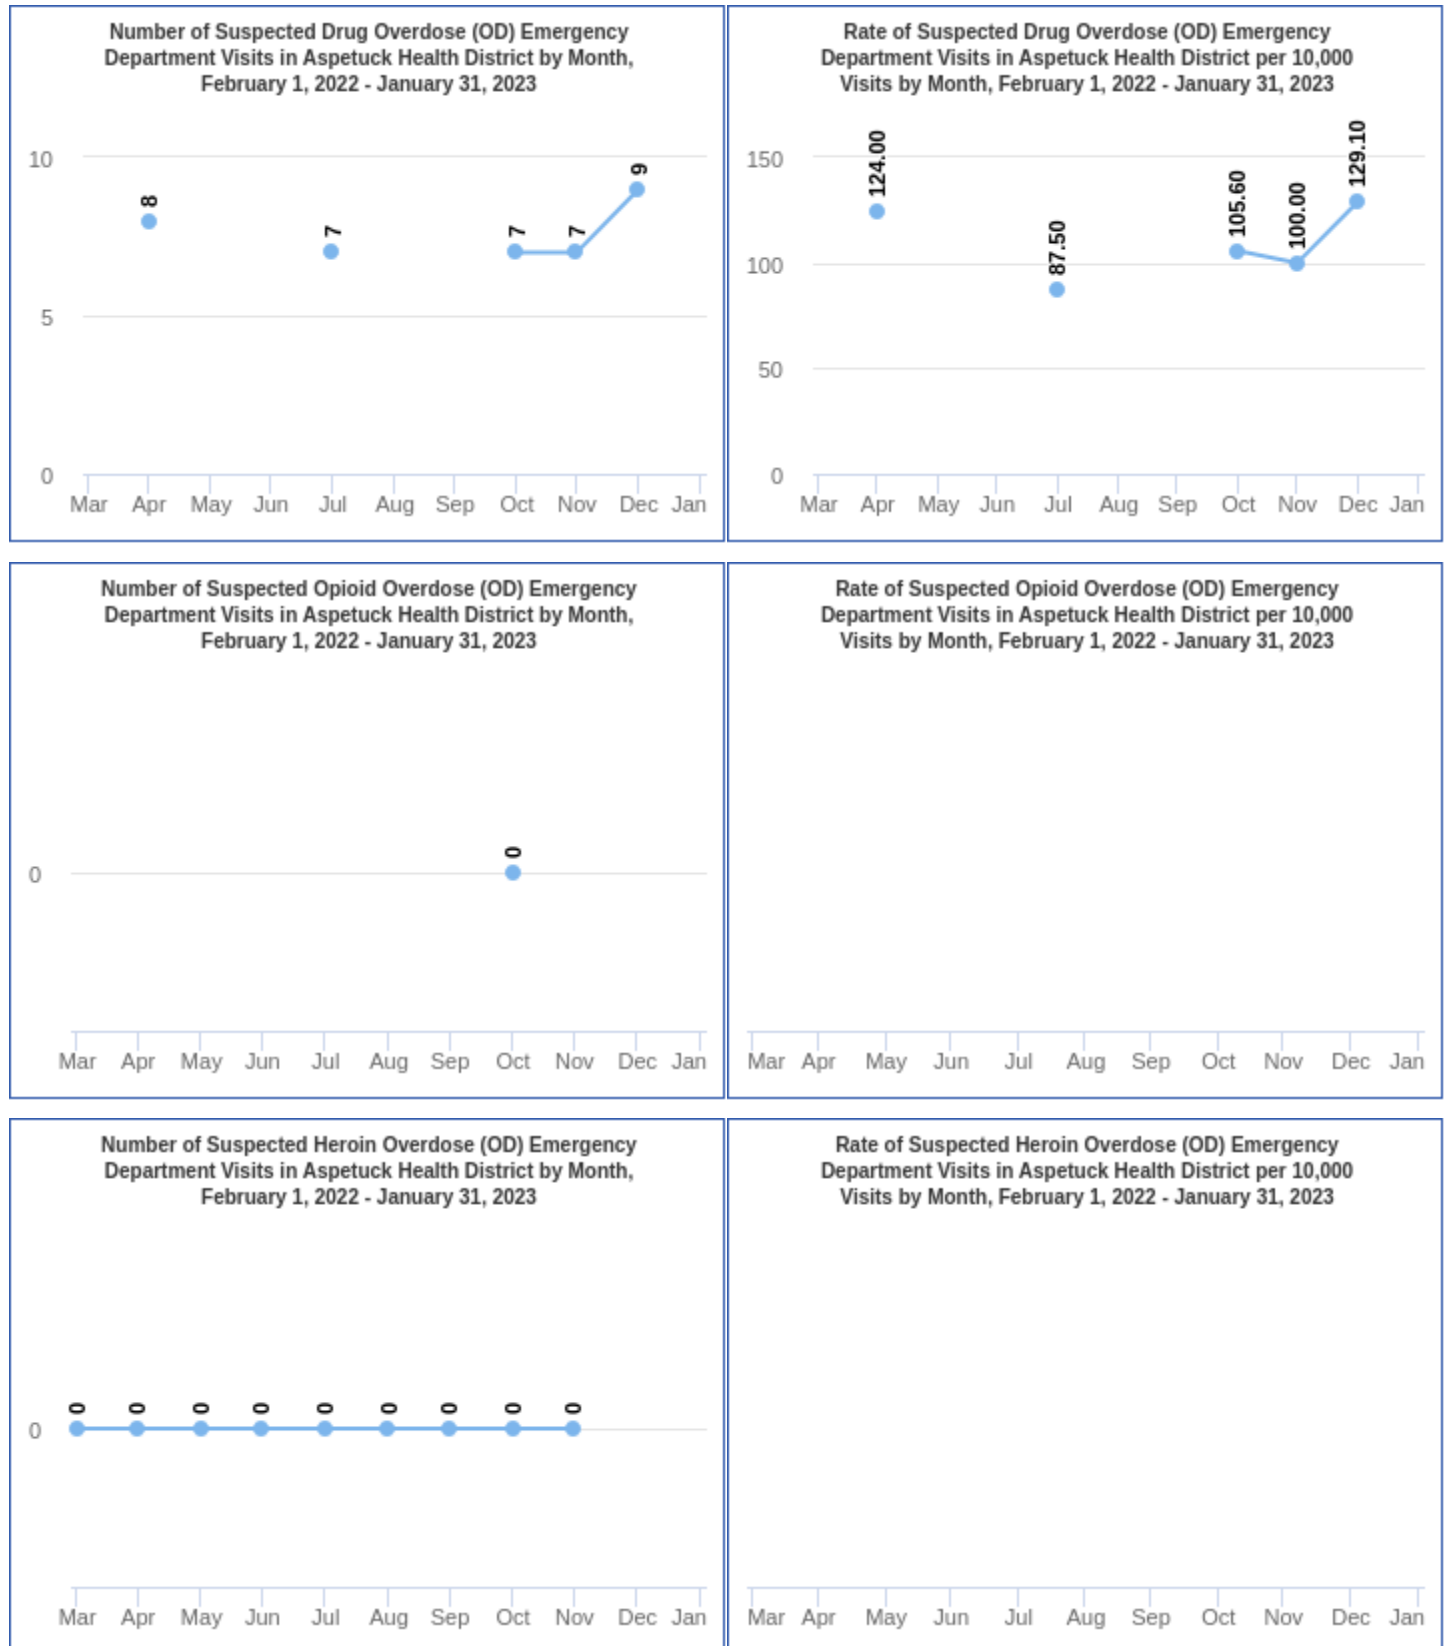 Number of Suspected Drug Overdose (OD) Emergency
Department Visits in Aspetuck Health District by Month,
February 1, 2022 - January 31, 2023
10
5
0
8
7
7
7
9
Mar Apr May Jun Jul Aug Sep Oct Nov Dec Jan
Rate of Suspected Drug Overdose (OD) Emergency
Department Visits in Aspetuck Health District per 10,000
Visits by Month, February 1, 2022 - January 31, 2023
150
100
50
0
124.00
87.50
105.60
100.00
129.10
Mar Apr May Jun Jul Aug Sep Oct Nov Dec Jan
Number of Suspected Opioid Overdose (OD) Emergency
Department Visits in Aspetuck Health District by Month,
February 1, 2022 - January 31, 2023
0
0
Mar Apr May Jun Jul Aug Sep Oct Nov Dec Jan
Rate of Suspected Opioid Overdose (OD) Emergency
Department Visits in Aspetuck Health District per 10,000
Visits by Month, February 1, 2022 - January 31, 2023
Mar Apr May Jun Jul Aug Sep Oct Nov Dec Jan
Number of Suspected Heroin Overdose (OD) Emergency
Department Visits in Aspetuck Health District by Month,
February 1, 2022 - January 31, 2023
0
0 0 0 0 0 0 0 0 0
Mar Apr May Jun Jul Aug Sep Oct Nov Dec Jan
Rate of Suspected Heroin Overdose (OD) Emergency
Department Visits in Aspetuck Health District per 10,000
Visits by Month, February 1, 2022 - January 31, 2023
Mar Apr May Jun Jul Aug Sep Oct Nov Dec Jan